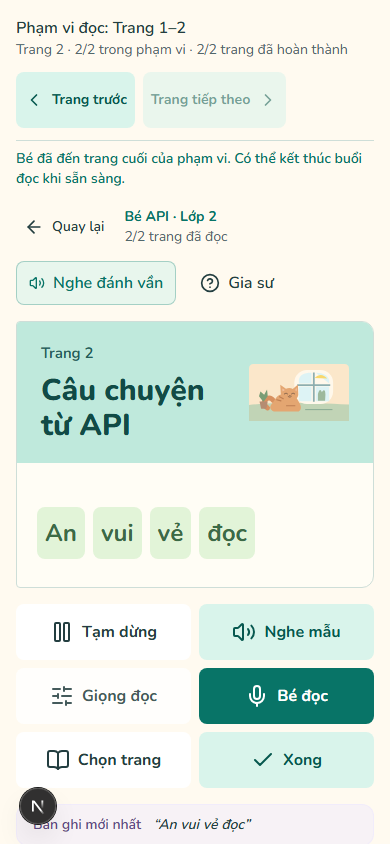 Phạm vi đọc: Trang 1–2
Trang 2 · 2/2 trong phạm vi · 2/2 trang đã hoàn thành
Trang trước
Trang tiếp theo
Bé đã đến trang cuối của phạm vi. Có thể kết thúc buổi
đọc khi sẵn sàng.
Quay lại
Bé API · Lớp 2
2/2 trang đã đọc
Nghe đánh vần
Gia sư
Trang 2
Câu chuyện
từ API
An vui vẻ đọc
Tạm dừng
Nghe mẫu
Giọng đọc
Bé đọc
Chọn trang
Xong
N
Bản ghi mới nhất “An vui vẻ đọc”